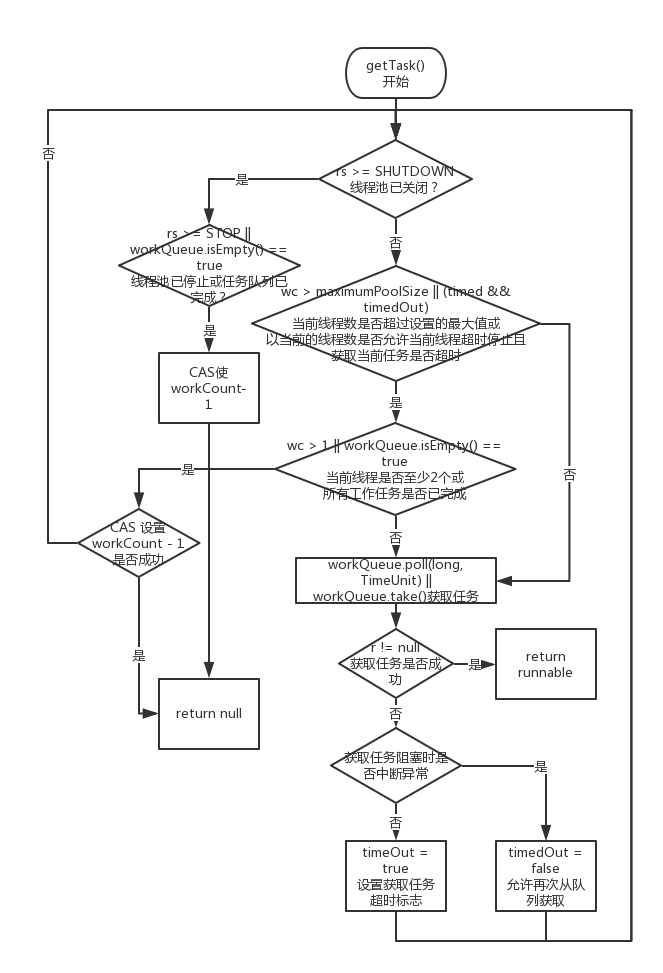 getTask()
开始
否
rs >= SHUTDOWN
线程池已关闭？
是
rs >= STOP ||
workQueue.isEmpty() ==
true
线程池已停止或任务队列已
完成？
否
wc > maximumPoolSize || (timed &&
timedOut)
当前线程数是否超过设置的最大值或
以当前的线程数是否允许当前线程超时停止且
获取当前任务是否超时
是
CAS使
workCount-
1
是
wc > 1 || workQueue.isEmpty() ==
true
当前线程是否至少2个或
所有工作任务是否已完成
是
否
CAS 设置
workCount - 1
是否成功
否
workQueue.poll(long,
TimeUnit) ||
workQueue.take()获取任务
r != null
获取任务是否成
功
是
return
runnable
是
return null
否
获取任务阻塞时是
否中断异常
是
否
timeOut =
true
设置获取任务
超时标志
timedOut =
false
允许再次从队
列获取